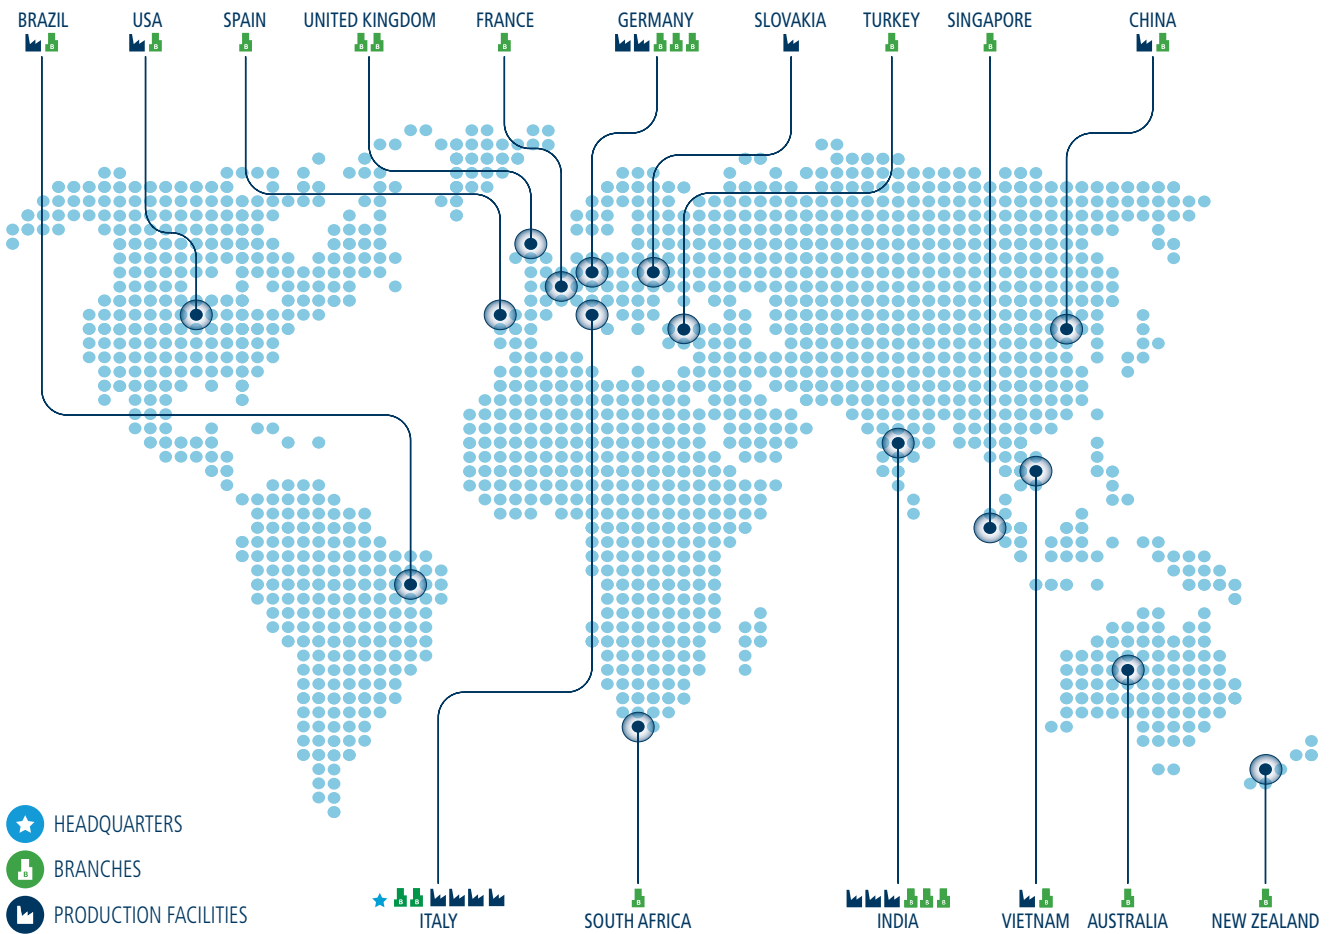 BRAZIL USA SPAIN UNITED KINGDOM FRANCE GERMANY SLOVAKIA TURKEY SINGAPORE CHINA
B B B B B B B B B B B B
HEADQUARTERS
B BRANCHES
PRODUCTION FACILITIES
B B B B B B B B B
ITALY SOUTH AFRICA INDIA VIETNAM AUSTRALIA NEW ZEALAND